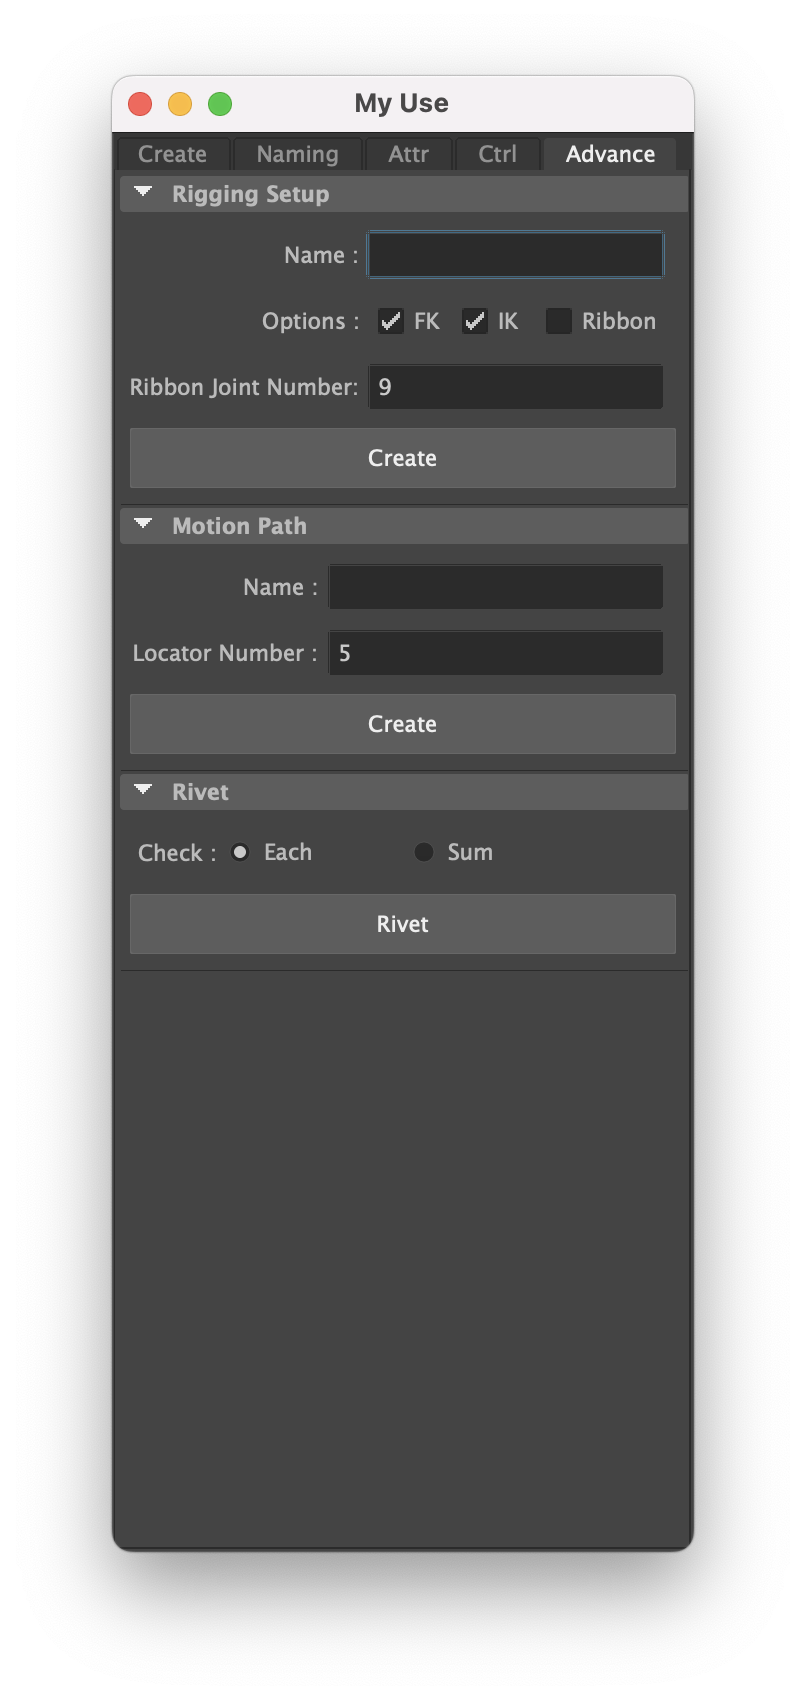 My Use
Create Naming Attr Ctrl Advance
Rigging Setup
Name :
Options : FK IK Ribbon
Ribbon Joint Number: 9
Create
Motion Path
Name :
Locator Number : 5
Create
Rivet
Check : Each Sum
Rivet